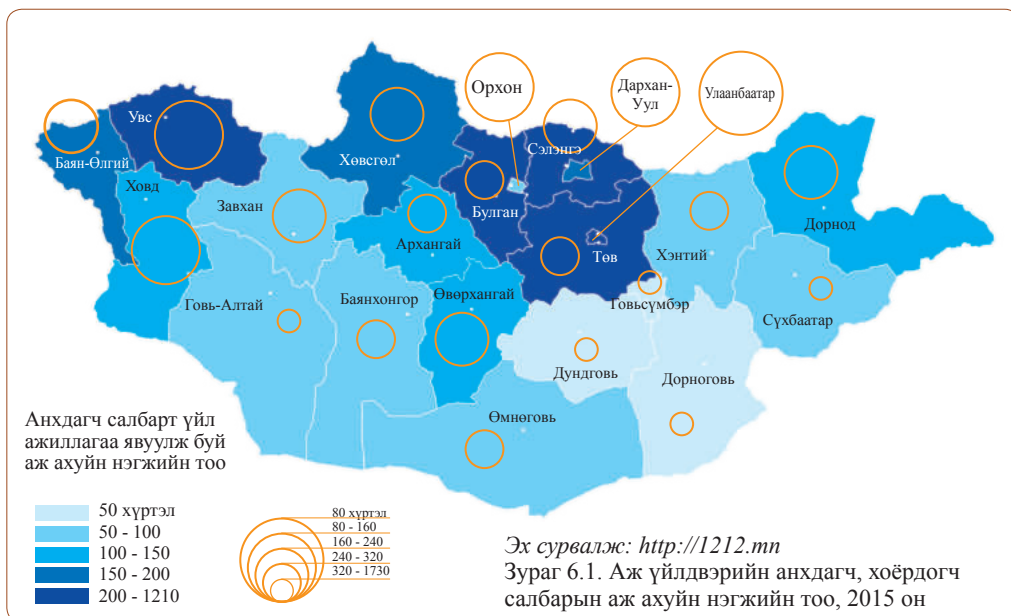 Орхон
Дархан-
Уул
Улаанбаатар
Увс
Баян-Өлгий
Ховд
Хөвсгөл
Сэлэнгэ
Завхан
Булган
Архангай
Төв
Дорнод
Хэнтий
Говь-Алтай
Баянхонгор
Өвөрхангай
Говьсүмбэр
Сүхбаатар
Дундговь
Дорноговь
Өмнөговь
Анхдагч салбарт үйл
ажиллагаа явуулж буй
аж ахуйн нэгжийн тоо
50 хүртэл
50 - 100
100 - 150
150 - 200
200 - 1210
80 хүртэл
80 - 160
160 - 240
240 - 320
320 - 1730
Эх сурвалж: http://1212.mn
Зураг 6.1. Аж үйлдвэрийн анхдагч, хоёрдогч
салбарын аж ахуйн нэгжийн тоо, 2015 он